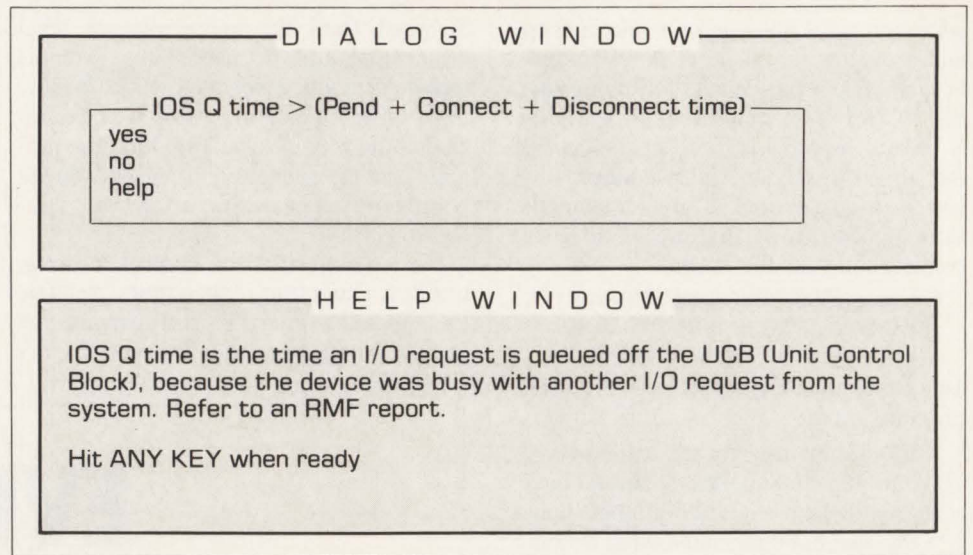 DIALOG WINDOW
IOS Q time > (Pend + Connect + Disconnect time)
yes
no
help
HELP WINDOW
IOS Q time is the time an I/O request is queued off the UCB (Unit Control
Block), because the device was busy with another I/O request from the
system. Refer to an RMF report.
Hit ANY KEY when ready